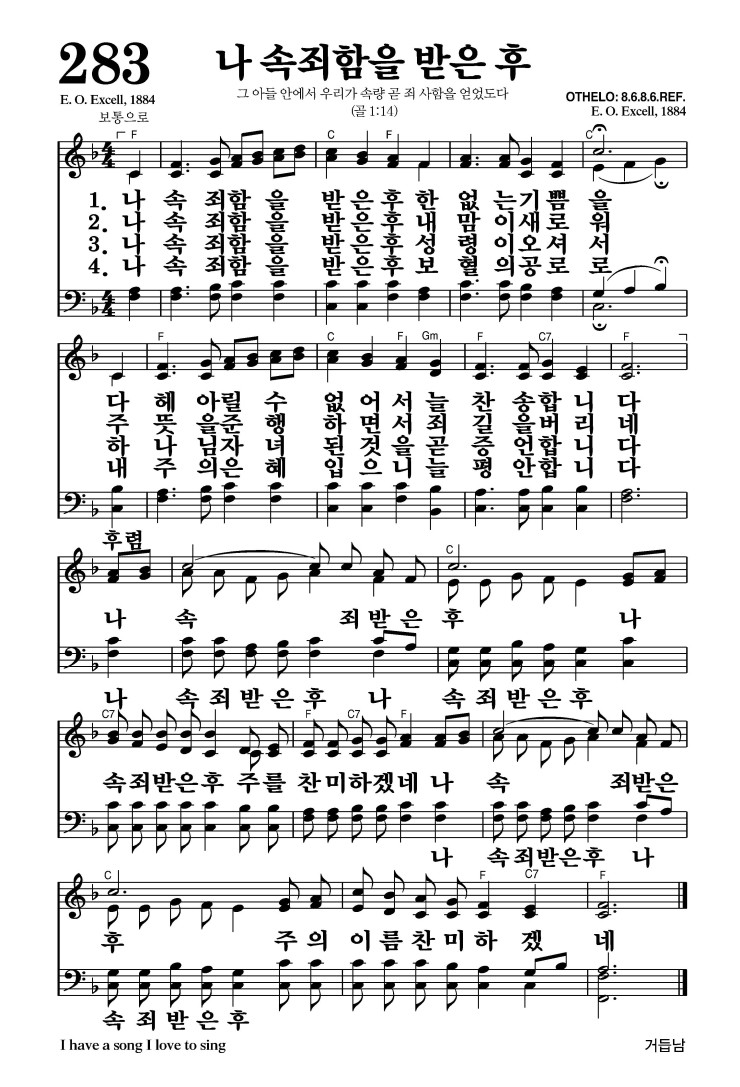 283 나 속죄함을 받은 후
그 아들 안에서 우리가 속량 곧 죄 사함을 얻었도다
(골 1:14)
E. O. Excell, 1884
보통으로
OTHELO: 8.6.8.6.REF.
E. O. Excell, 1884
F C F C
1. 나 속 죄함 을 받 은후 한 없 는기 쁨 을
2. 나 속 죄함 을 받 은후 내 맘 이새 로 워
3. 나 속 죄함 을 받 은후 성 령 이오 셔 서
4. 나 속 죄함 을 받 은후 보 혈 의공 로 로
F C F Gm F C7 F
다 헤 아릴 수 없 어 서 늘 찬 송합 니 다
주 뜻 을준 행 하 면 서 죄 길 을버 리 네
하 나 님자 녀 된 것 을 곧 증 언합 니 다
내 주 의은 혜 입 으 니 늘 평 안합 니 다
후렴
C
나 속 죄 받 은 후 나
나 속 죄 받 은 후 나 속 죄 받 은 후
C7 F C7 F
속죄받은후 주를 찬미하겠네 나 속 죄받은
나 속죄받은후 나
C F C7 F
후 주 의 이 름 찬 미 하 겠 네
속 죄 받 은 후
I have a song I love to sing
거듭남